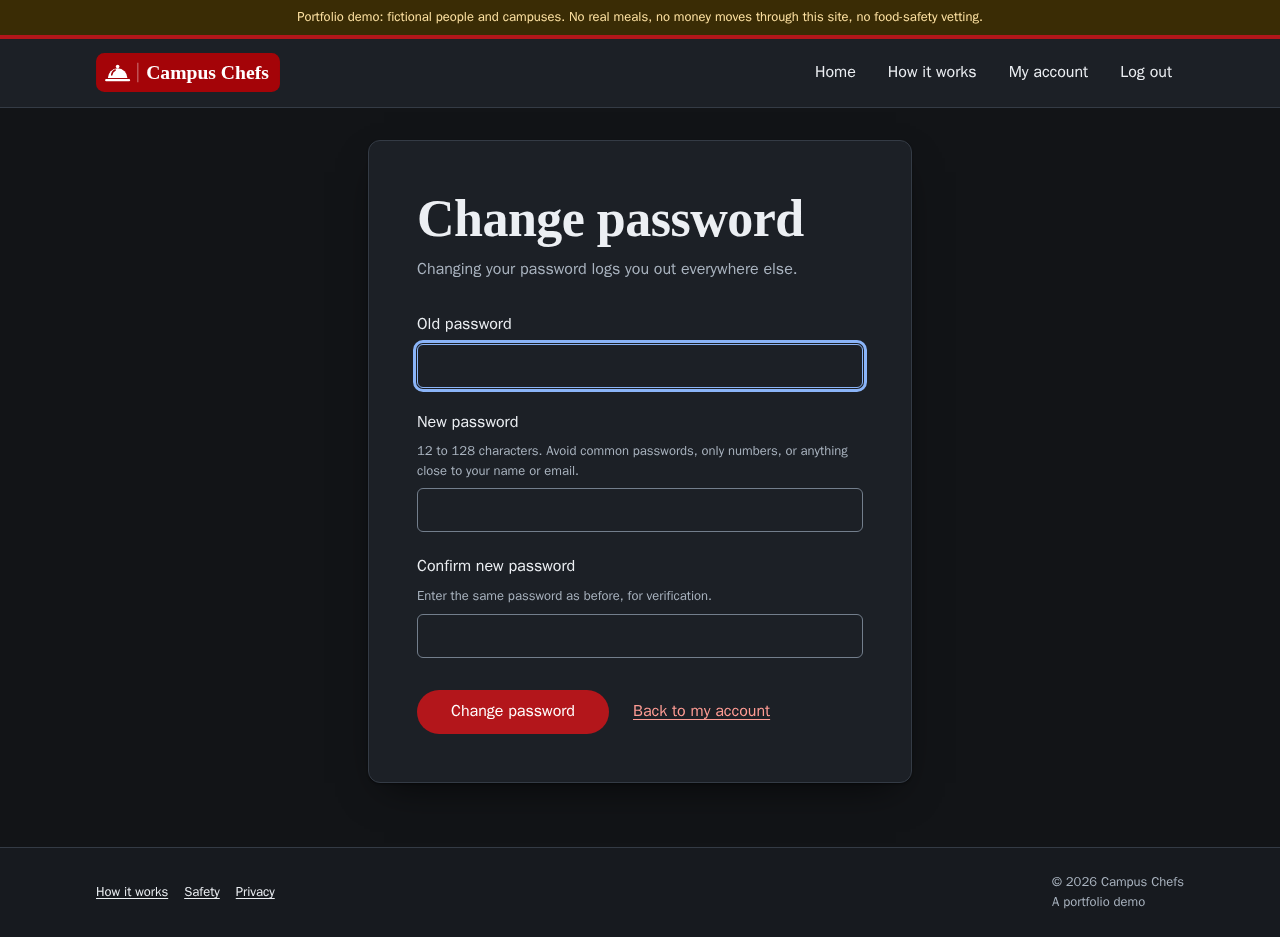 Portfolio demo: fictional people and campuses. No real meals, no money moves through this site, no food-safety vetting.
Campus Chefs
Home
How it works
My account
Log out
Change password
Changing your password logs you out everywhere else.
Old password
New password
12 to 128 characters. Avoid common passwords, only numbers, or anything
close to your name or email.
Confirm new password
Enter the same password as before, for verification.
Change password
Back to my account
How it works
Safety
Privacy
© 2026 Campus Chefs
A portfolio demo